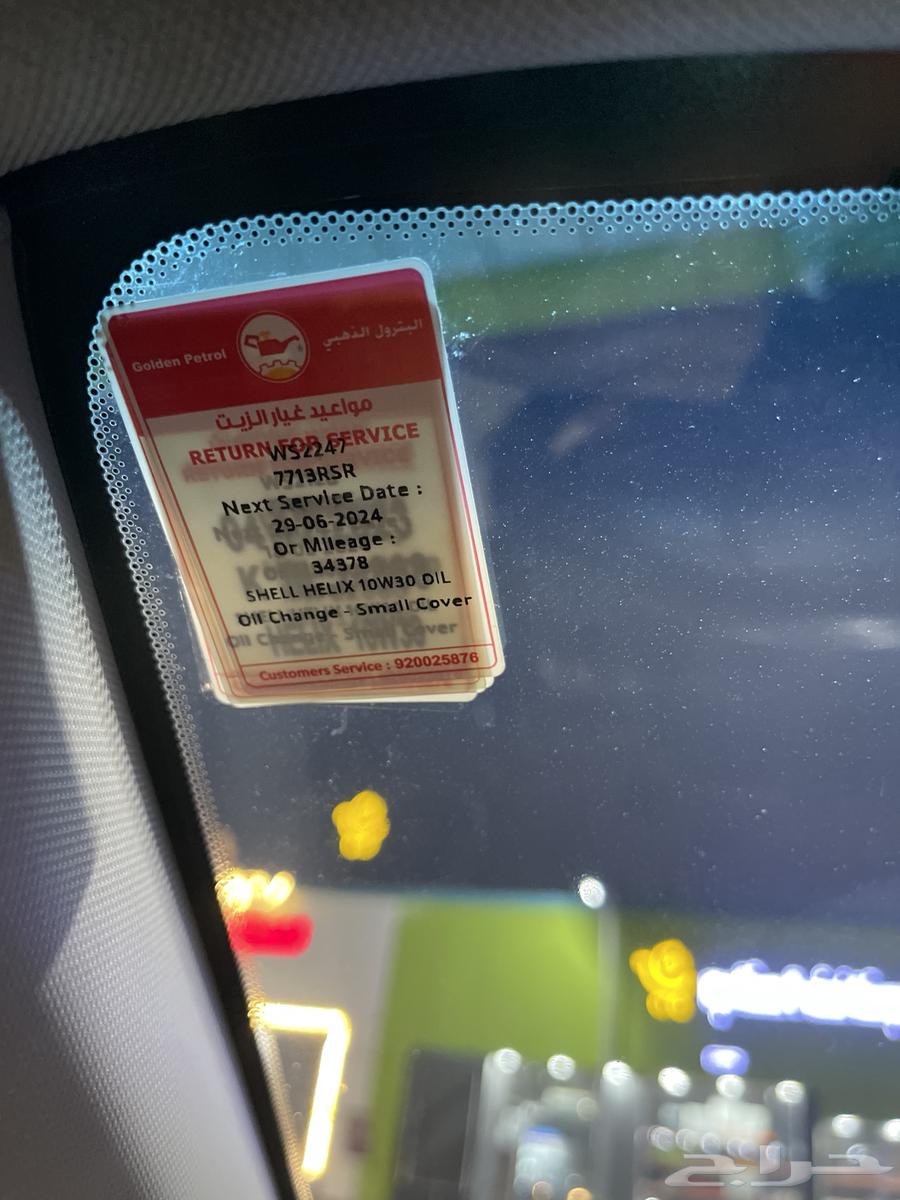 Golden Petrol
البترول الذهبي
مواعيد غيار الزيت
RETURN FOR SERVICE
WS2247
7713RSR
Next Service Date :
29-06-2024
Or Mileage :
34378
SHELL HELIX 10W30 OIL
Oil Change - Small Cover
Customers Service : 920025876
حراج